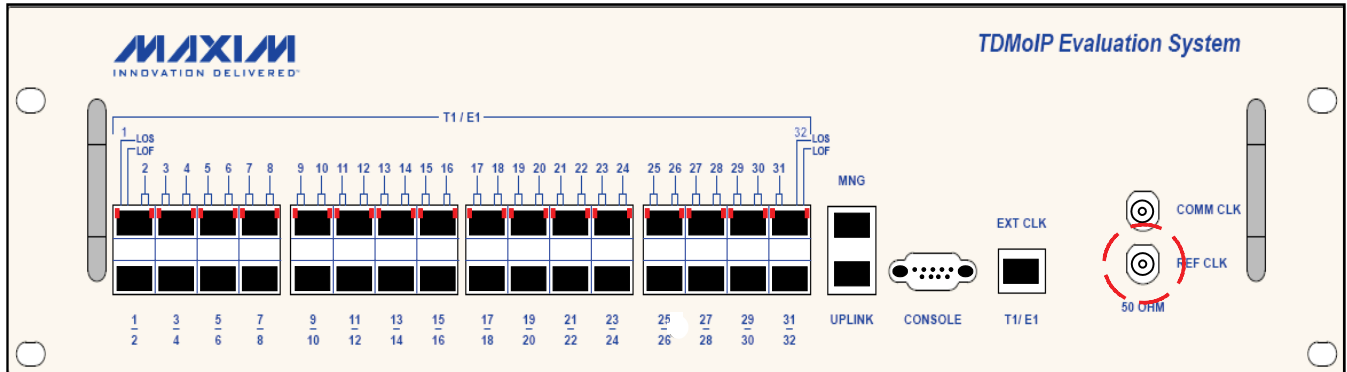 MAXIM
INNOVATION DELIVERED
TDMoIP Evaluation System
T1 / E1
1 LOS
LOF
32 LOS
LOF
2 3 4 5 6 7 8 9 10 11 12 13 14 15 16 17 18 19 20 21 22 23 24 25 26 27 28 29 30 31
MNG
COMM CLK
EXT CLK
REF CLK
50 OHM
1 3 5 7 9 11 13 15 17 19 21 23 25 27 29 31
2 4 6 8 10 12 14 16 18 20 22 24 26 28 30 32
UPLINK
CONSOLE
T1/ E1